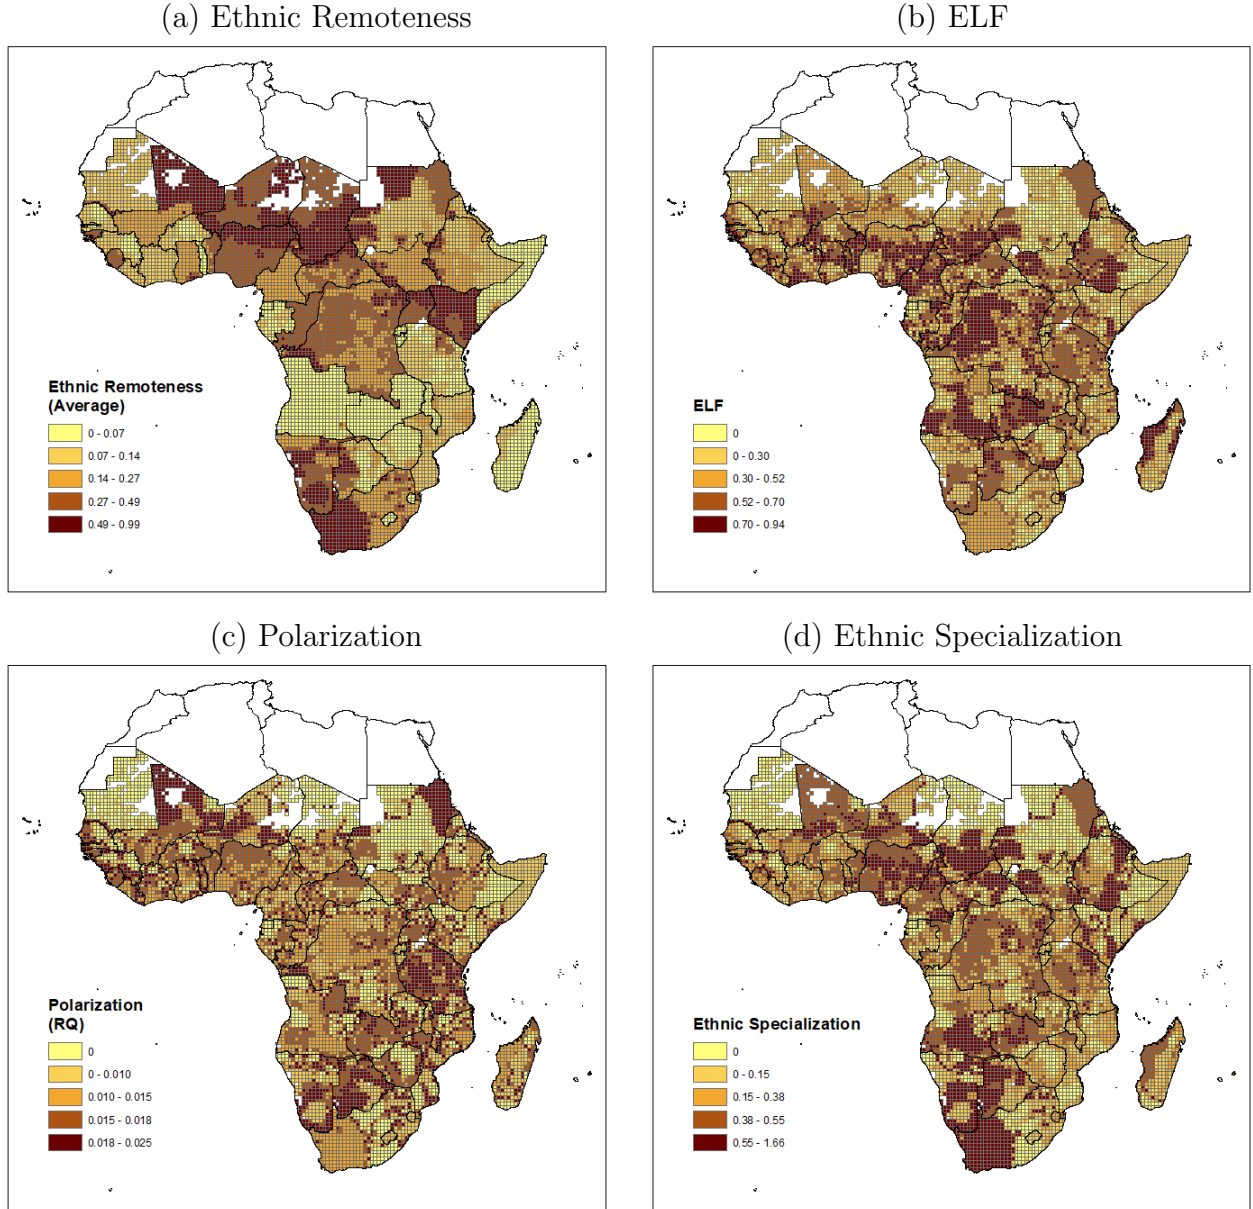 (a) Ethnic Remoteness
(b) ELF
Ethnic Remoteness
(Average)
0 - 0.07
0.07 - 0.14
0.14 - 0.27
0.27 - 0.49
0.49 - 0.99
ELF
0
0 - 0.30
0.30 - 0.52
0.52 - 0.70
0.70 - 0.94
(c) Polarization
(d) Ethnic Specialization
Polarization
(RQ)
0
0 - 0.010
0.010 - 0.015
0.015 - 0.018
0.018 - 0.025
Ethnic Specialization
0
0 - 0.15
0.15 - 0.38
0.38 - 0.55
0.55 - 1.66